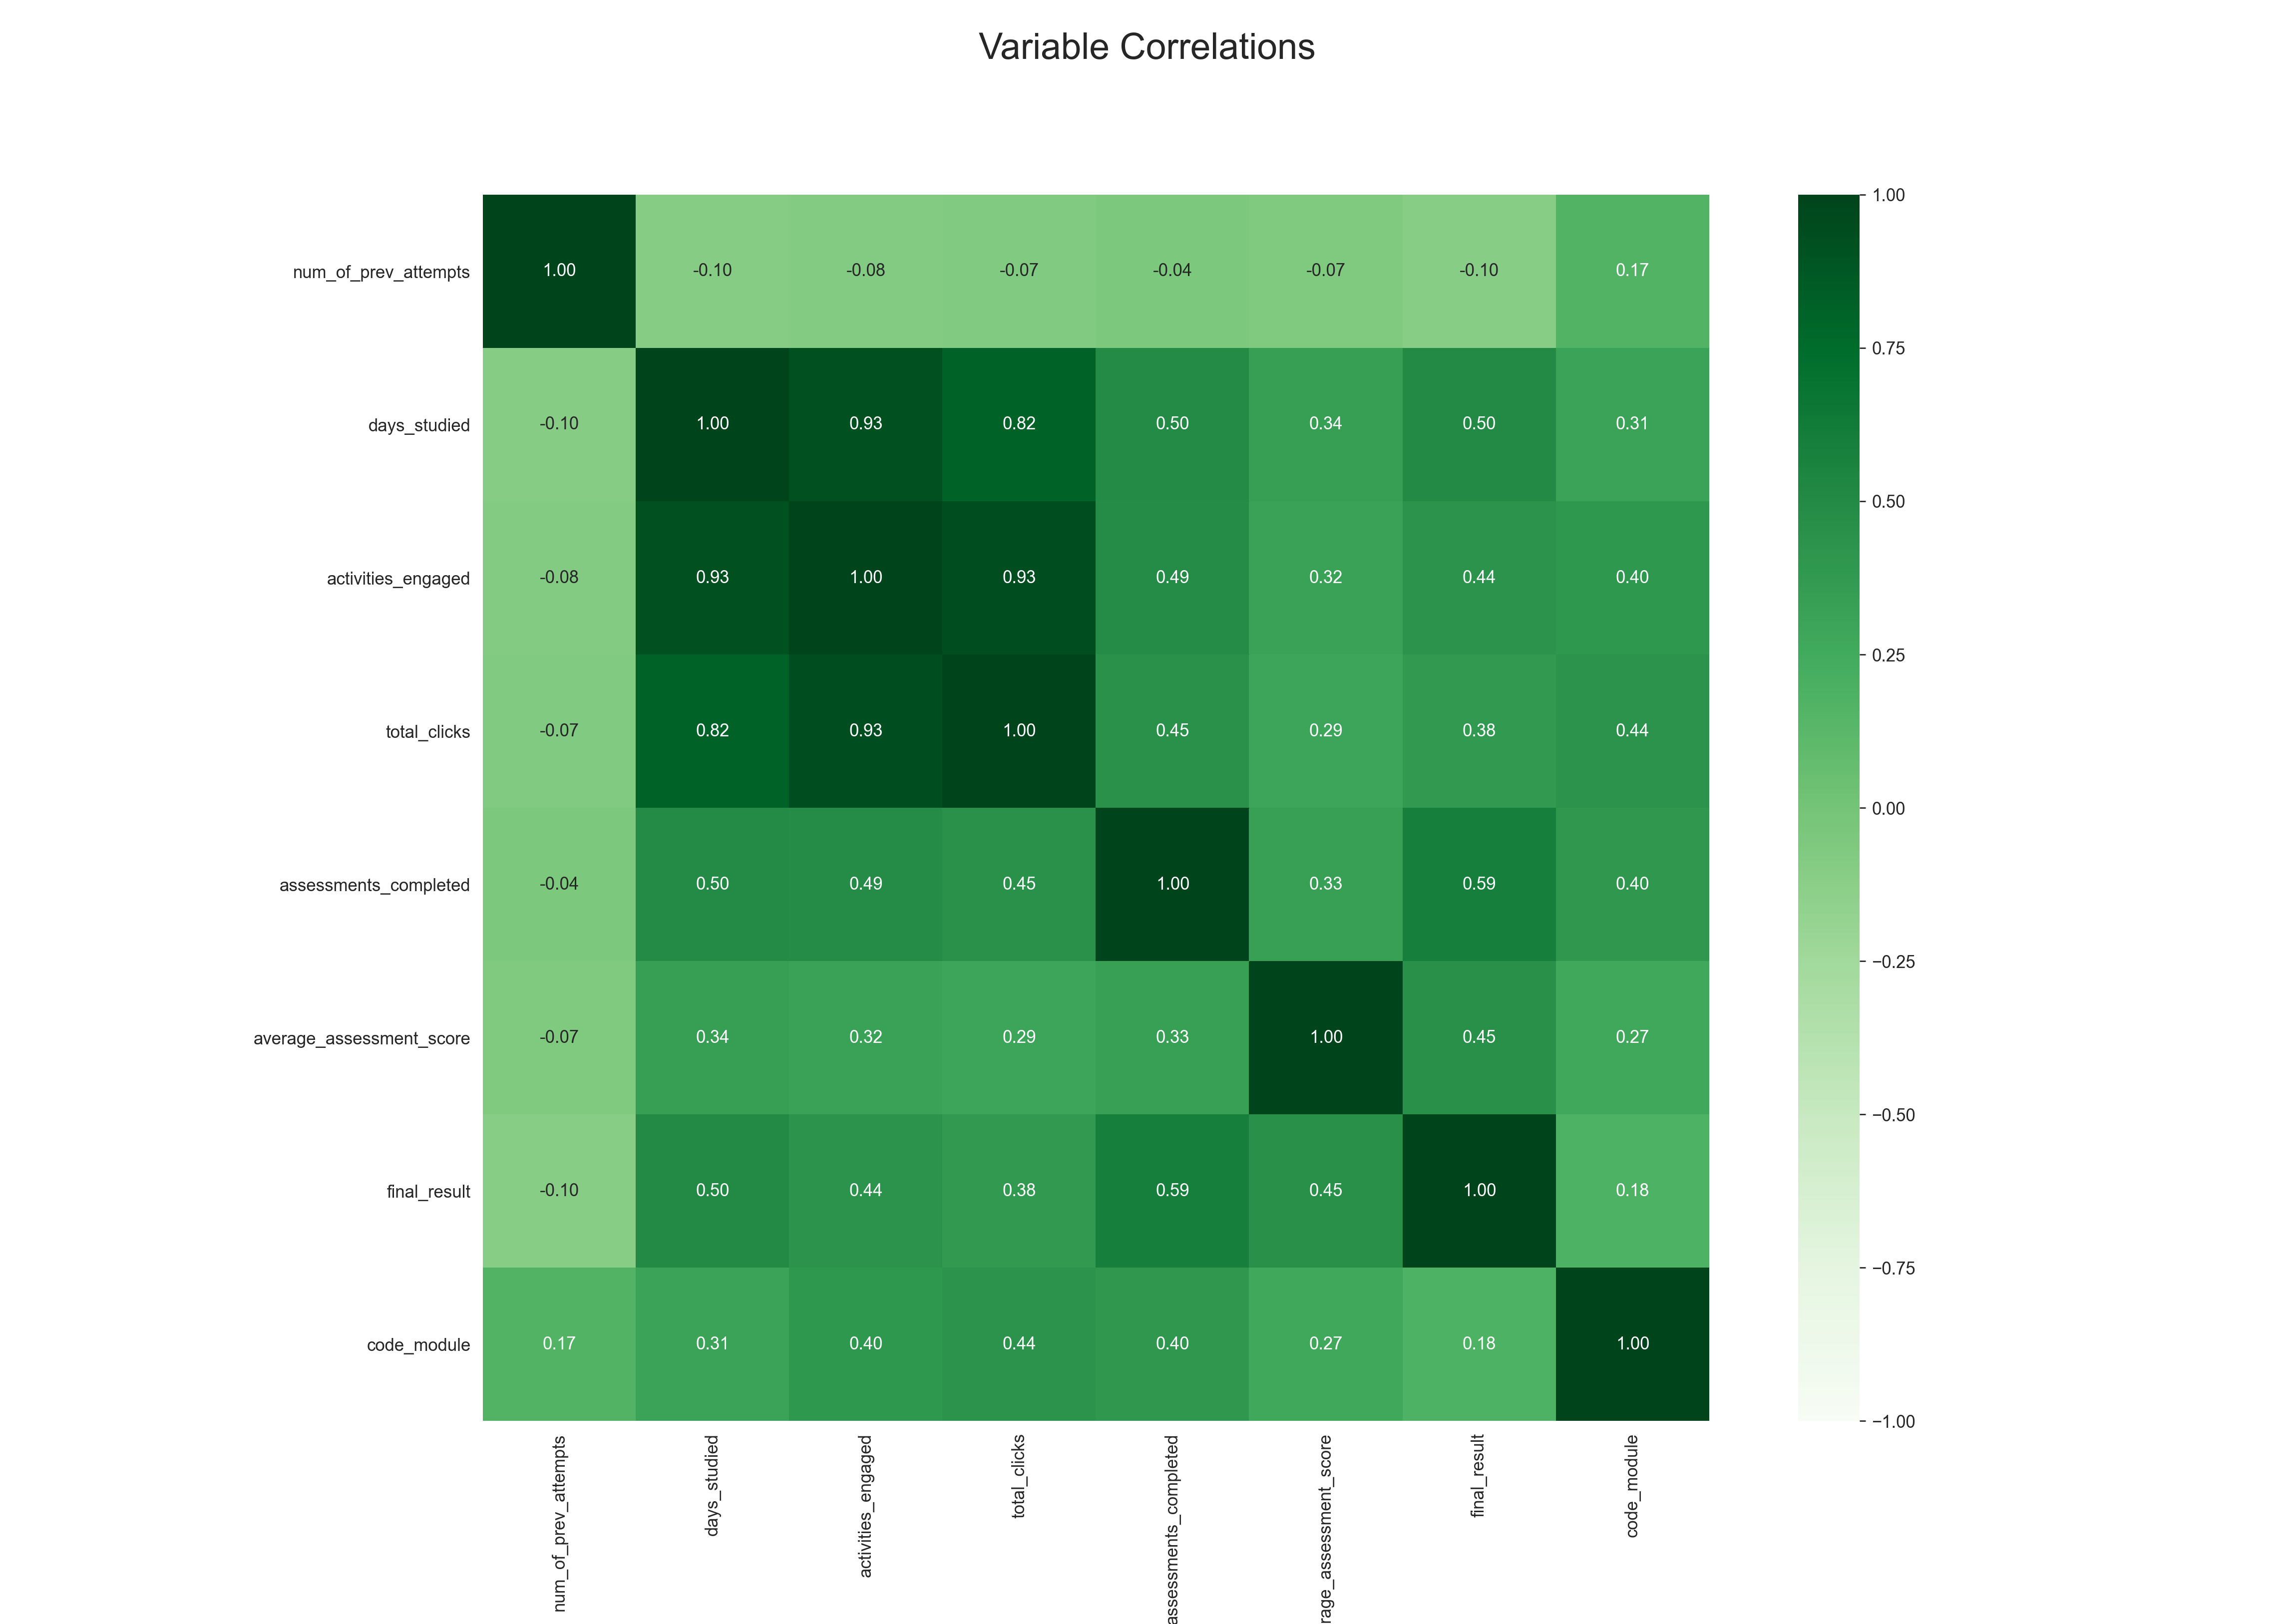 Variable Correlations
num_of_prev_attempts 1.00 -0.10 -0.08 -0.07 -0.04 -0.07 -0.10 0.17
days_studied -0.10 1.00 0.93 0.82 0.50 0.34 0.50 0.31
activities_engaged -0.08 0.93 1.00 0.93 0.49 0.32 0.44 0.40
total_clicks -0.07 0.82 0.93 1.00 0.45 0.29 0.38 0.44
assessments_completed -0.04 0.50 0.49 0.45 1.00 0.33 0.59 0.40
average_assessment_score -0.07 0.34 0.32 0.29 0.33 1.00 0.45 0.27
final_result -0.10 0.50 0.44 0.38 0.59 0.45 1.00 0.18
code_module 0.17 0.31 0.40 0.44 0.40 0.27 0.18 1.00
num_of_prev_attempts
days_studied
activities_engaged
total_clicks
assessments_completed
rage_assessment_score
final_result
code_module
1.00
0.75
0.50
0.25
0.00
−0.25
−0.50
−0.75
−1.00